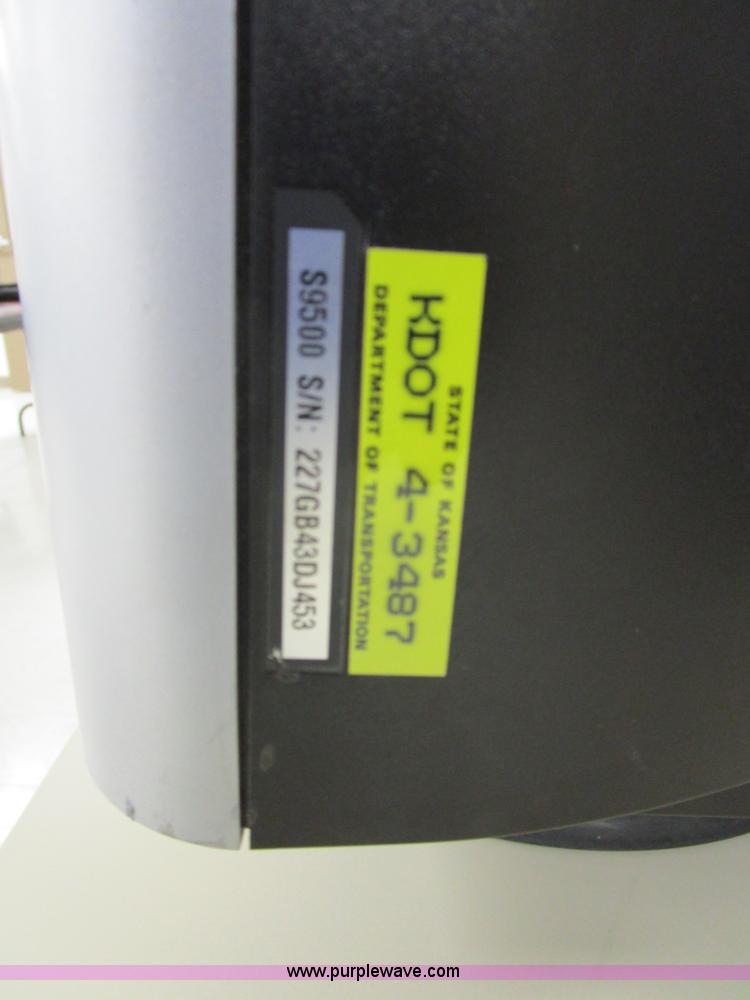 STATE OF KANSAS
KDOT 4-3487
DEPARTMENT OF TRANSPORTATION
S9500 S/N: 227GB43DJ453
www.purplewave.com